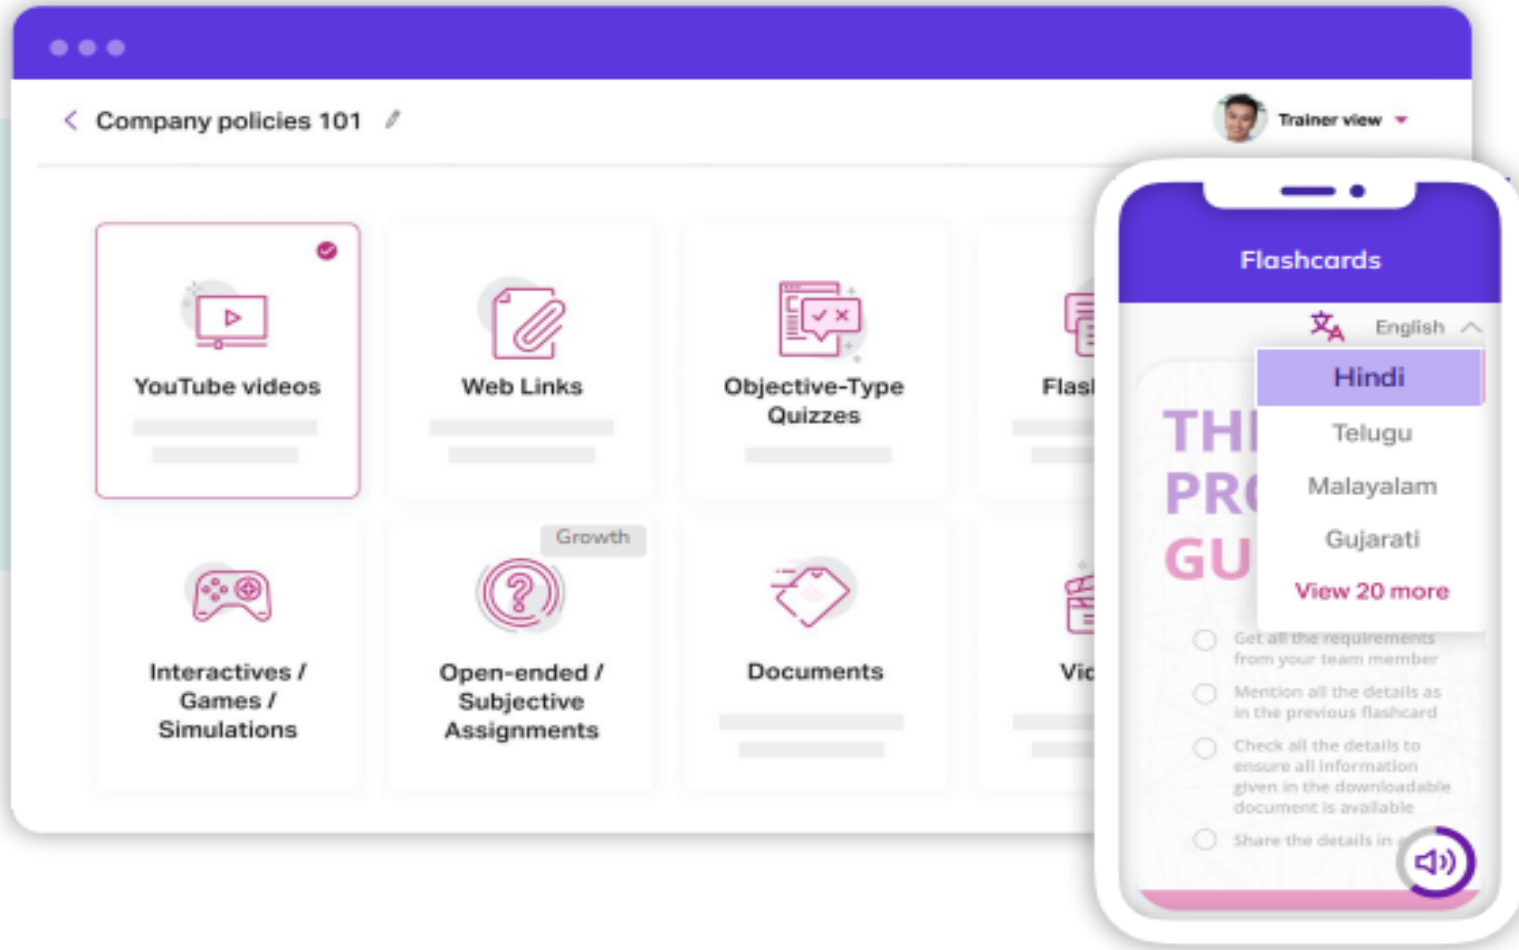 Company policies 101
Trainer view
YouTube videos
Web Links
Objective-Type
Quizzes
Interactives /
Games /
Simulations
Growth
Open-ended /
Subjective
Assignments
Documents
Flashcards
English
Hindi
Telugu
Malayalam
Gujarati
View 20 more
Get all the requirements
from your team member
Mention all the details as
in the previous flashcard
Check all the details to
ensure all information
given in the downloadable
document is available
Share the details in